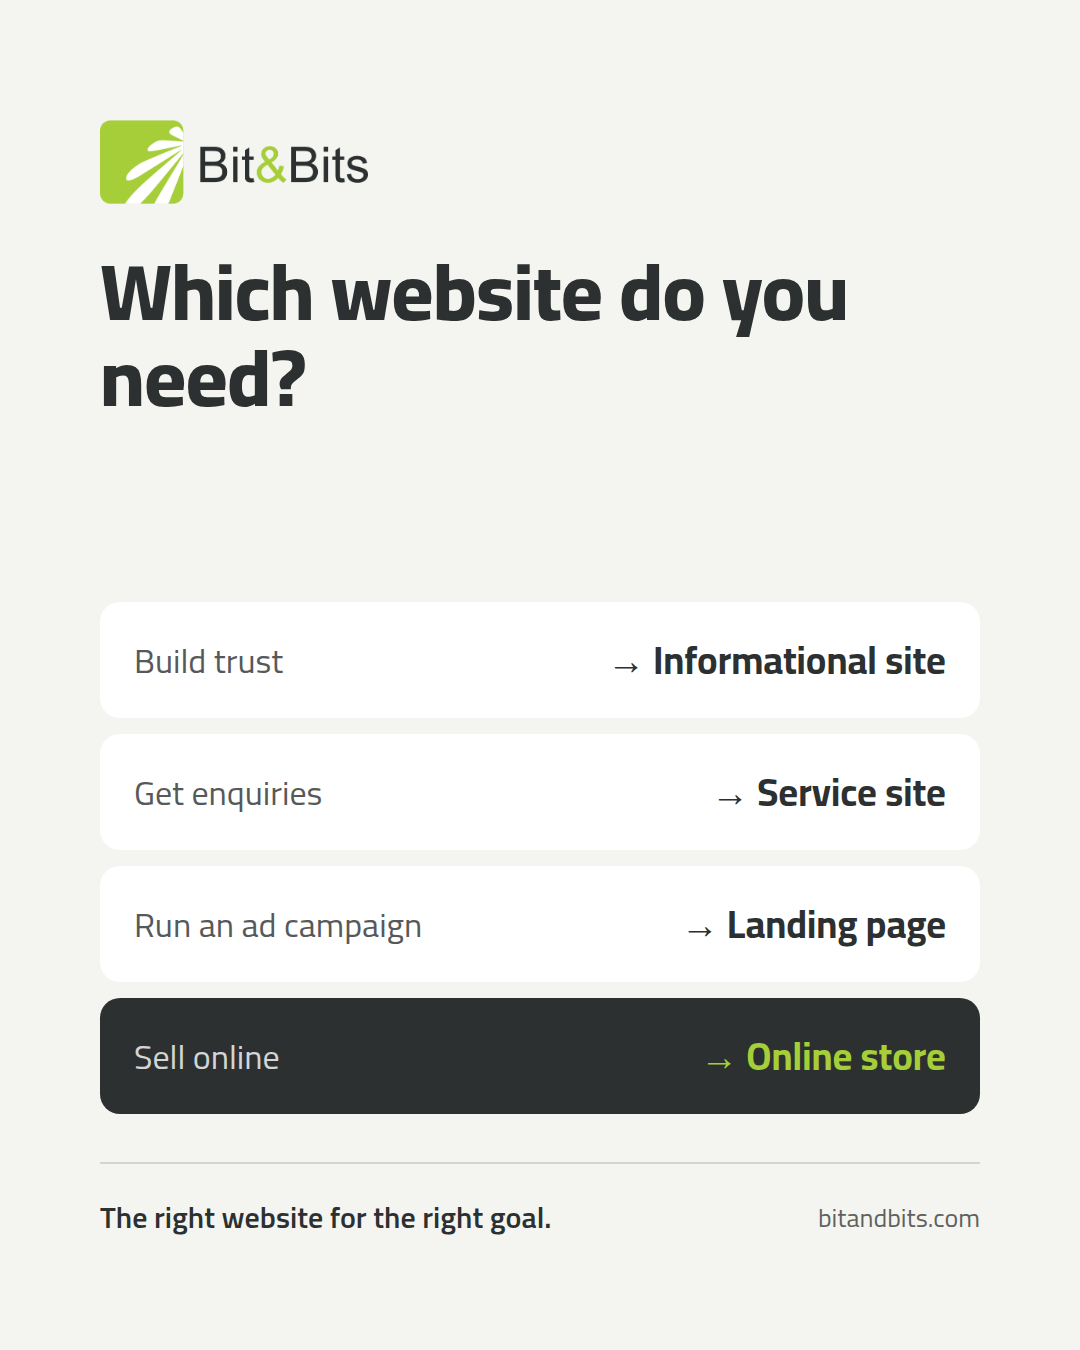 Bit&Bits
Which website do you
need?
Build trust → Informational site
Get enquiries → Service site
Run an ad campaign → Landing page
Sell online → Online store
The right website for the right goal. bitandbits.com